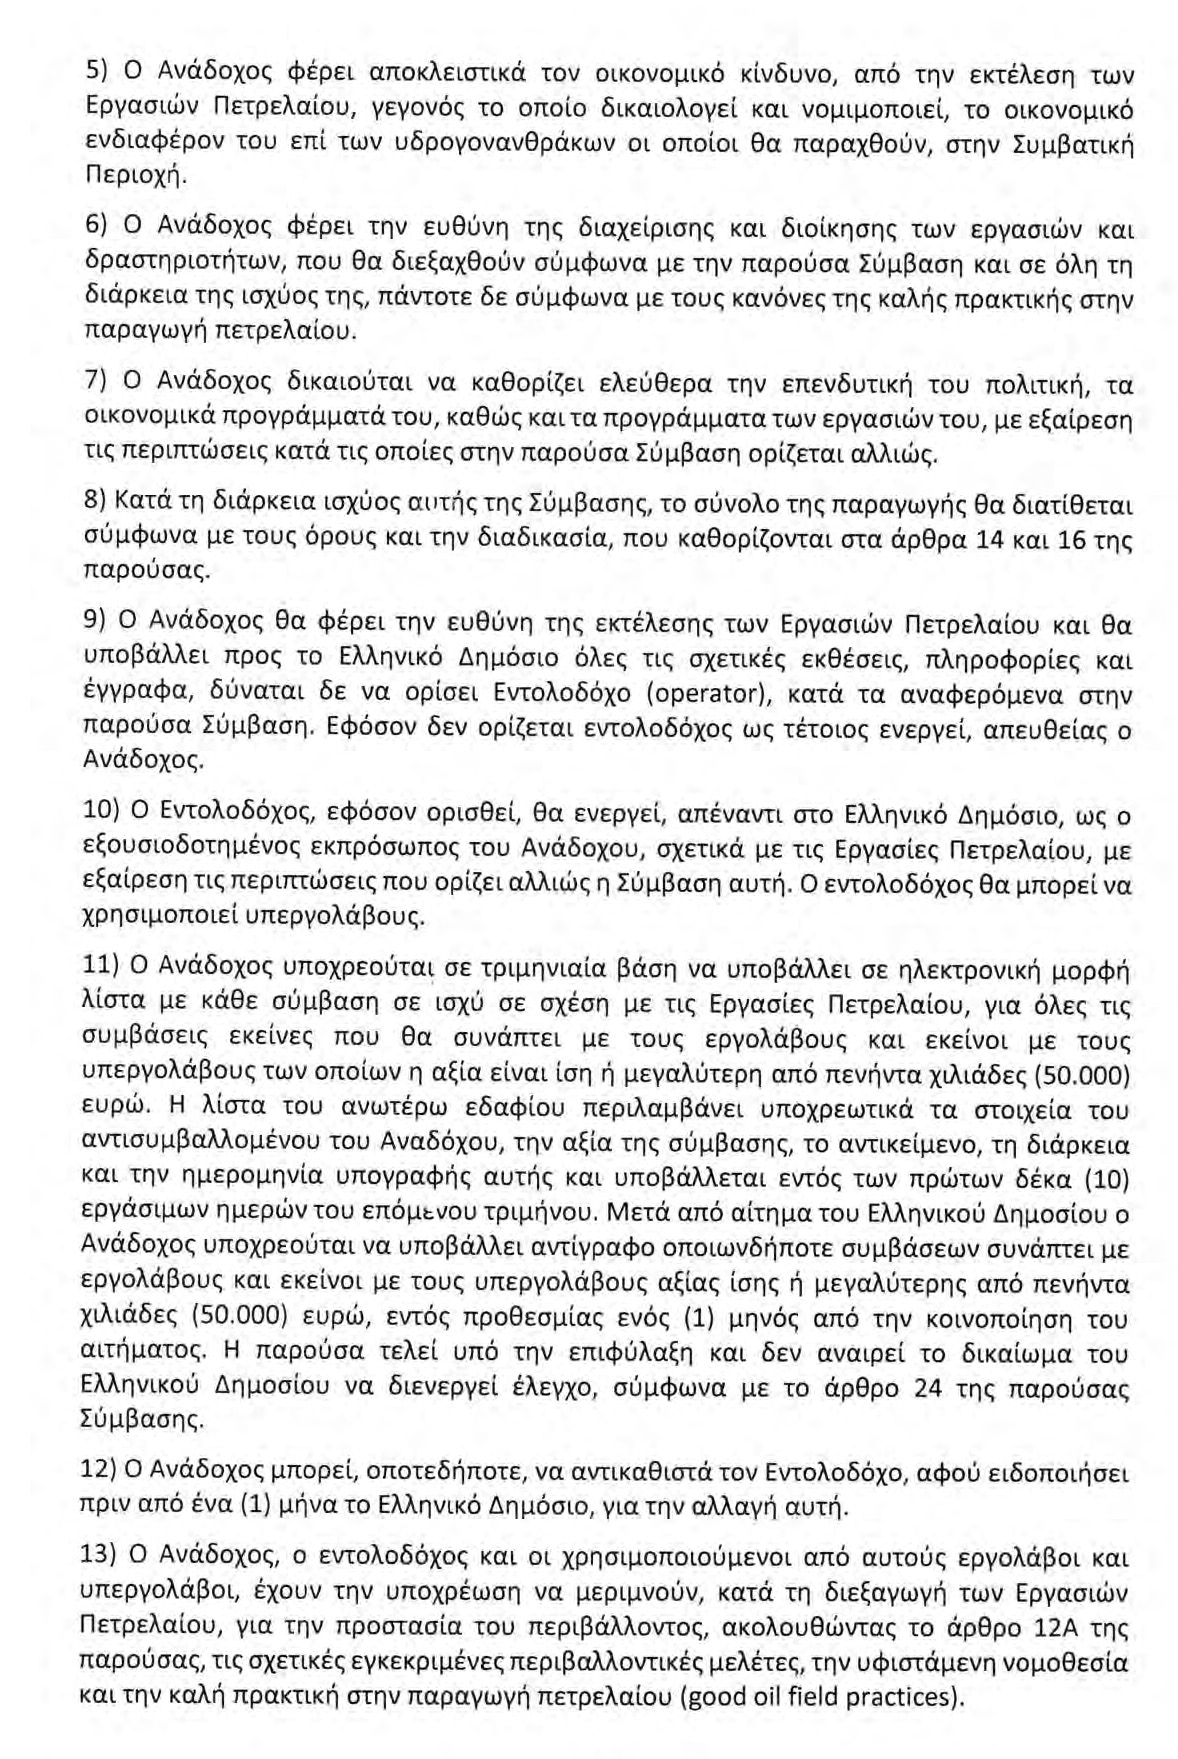 5) Ο Ανάδοχος φέρει αποκλειστικά τον οικονομικό κίνδυνο, από την εκτέλεση των
Εργασιών Πετρελαίου, γεγονός το οποίο δικαιολογεί και νομιμοποιεί, το οικονομικό
ενδιαφέρον του επί των υδρογονανθράκων οι οποίοι θα παραχθούν, στην Συμβατική
Περιοχή.
6) Ο Ανάδοχος φέρει την ευθύνη της διαχείρισης και διοίκησης των εργασιών και
δραστηριοτήτων, που θα διεξαχθούν σύμφωνα με την παρούσα Σύμβαση και σε όλη τη
διάρκεια της ισχύος της, πάντοτε δε σύμφωνα με τους κανόνες της καλής πρακτικής στην
παραγωγή πετρελαίου.
7) Ο Ανάδοχος δικαιούται να καθορίζει ελεύθερα την επενδυτική του πολιτική, τα
οικονομικά προγράμματά του, καθώς και τα προγράμματα των εργασιών του, με εξαίρεση
τις περιπτώσεις κατά τις οποίες στην παρούσα Σύμβαση ορίζεται αλλιώς.
8) Κατά τη διάρκεια ισχύος αυτής της Σύμβασης, το σύνολο της παραγωγής θα διατίθεται
σύμφωνα με τους όρους και την διαδικασία, που καθορίζονται στα άρθρα 14 και 16 της
παρούσας.
9) Ο Ανάδοχος θα φέρει την ευθύνη της εκτέλεσης των Εργασιών Πετρελαίου και θα
υποβάλλει προς το Ελληνικό Δημόσιο όλες τις σχετικές εκθέσεις, πληροφορίες και
έγγραφα, δύναται δε να ορίσει Εντολοδόχο (operator), κατά τα αναφερόμενα στην
παρούσα Σύμβαση. Εφόσον δεν ορίζεται εντολοδόχος ως τέτοιος ενεργεί, απευθείας ο
Ανάδοχος.
10) Ο Εντολοδόχος, εφόσον ορισθεί, θα ενεργεί, απέναντι στο Ελληνικό Δημόσιο, ως ο
εξουσιοδοτημένος εκπρόσωπος του Ανάδοχου, σχετικά με τις Εργασίες Πετρελαίου, με
εξαίρεση τις περιπτώσεις που ορίζει αλλιώς η Σύμβαση αυτή. Ο εντολοδόχος θα μπορεί να
χρησιμοποιεί υπεργολάβους.
11) Ο Ανάδοχος υποχρεούται σε τριμηνιαία βάση να υποβάλλει σε ηλεκτρονική μορφή
λίστα με κάθε σύμβαση σε ισχύ σε σχέση με τις Εργασίες Πετρελαίου, για όλες τις
συμβάσεις εκείνες που θα συνάπτει με τους εργολάβους και εκείνοι με τους
υπεργολάβους των οποίων η αξία είναι ίση ή μεγαλύτερη από πενήντα χιλιάδες (50.000)
ευρώ. Η λίστα του ανωτέρω εδαφίου περιλαμβάνει υποχρεωτικά τα στοιχεία του
αντισυμβαλλομένου του Αναδόχου, την αξία της σύμβασης, το αντικείμενο, τη διάρκεια
και την ημερομηνία υπογραφής αυτής και υποβάλλεται εντός των πρώτων δέκα (10)
εργάσιμων ημερών του επόμενου τριμήνου. Μετά από αίτημα του Ελληνικού Δημοσίου ο
Ανάδοχος υποχρεούται να υποβάλλει αντίγραφο οποιωνδήποτε συμβάσεων συνάπτει με
εργολάβους και εκείνοι με τους υπεργολάβους αξίας ίσης ή μεγαλύτερης από πενήντα
χιλιάδες (50.000) ευρώ, εντός προθεσμίας ενός (1) μηνός από την κοινοποίηση του
αιτήματος. Η παρούσα τελεί υπό την επιφύλαξη και δεν αναιρεί το δικαίωμα του
Ελληνικού Δημοσίου να διενεργεί έλεγχο, σύμφωνα με το άρθρο 24 της παρούσας
Σύμβασης.
12) Ο Ανάδοχος μπορεί, οποτεδήποτε, να αντικαθιστά τον Εντολοδόχο, αφού ειδοποιήσει
πριν από ένα (1) μήνα το Ελληνικό Δημόσιο, για την αλλαγή αυτή.
13) Ο Ανάδοχος, ο εντολοδόχος και οι χρησιμοποιούμενοι από αυτούς εργολάβοι και
υπεργολάβοι, έχουν την υποχρέωση να μεριμνούν, κατά τη διεξαγωγή των Εργασιών
Πετρελαίου, για την προστασία του περιβάλλοντος, ακολουθώντας το άρθρο 12Α της
παρούσας, τις σχετικές εγκεκριμένες περιβαλλοντικές μελέτες, την υφιστάμενη νομοθεσία
και την καλή πρακτική στην παραγωγή πετρελαίου (good oil field practices).